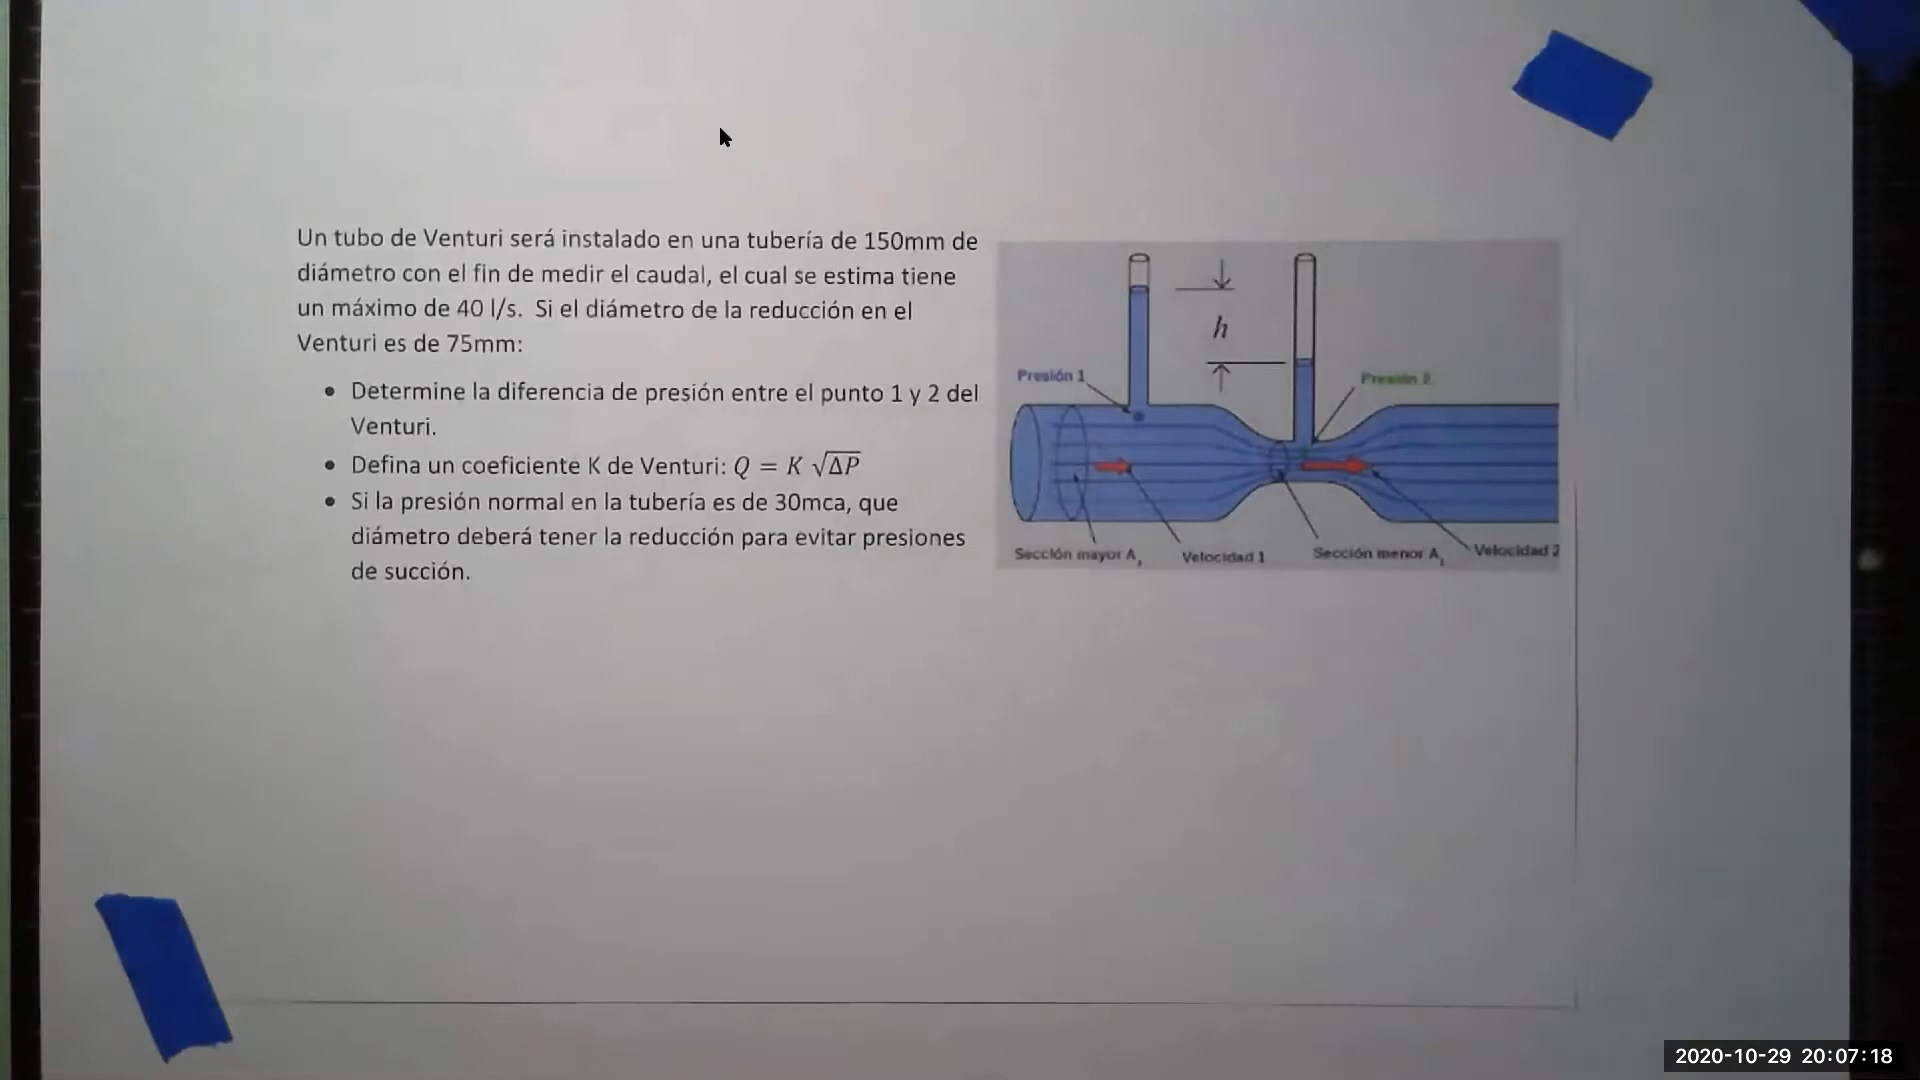 Un tubo de Venturi será instalado en una tubería de 150mm de
diámetro con el fin de medir el caudal, el cual se estima tiene
un máximo de 40 l/s. Si el diámetro de la reducción en el
Venturi es de 75mm:
• Determine la diferencia de presión entre el punto 1 y 2 del
Venturi.
• Defina un coeficiente K de Venturi: Q = K √ΔP
• Si la presión normal en la tubería es de 30mca, que
diámetro deberá tener la reducción para evitar presiones
de succión.
h
Presión 1
Presión 2
Sección mayor A₁
Velocidad 1
Sección menor A₂
Velocidad 2
2020-10-29 20:07:18